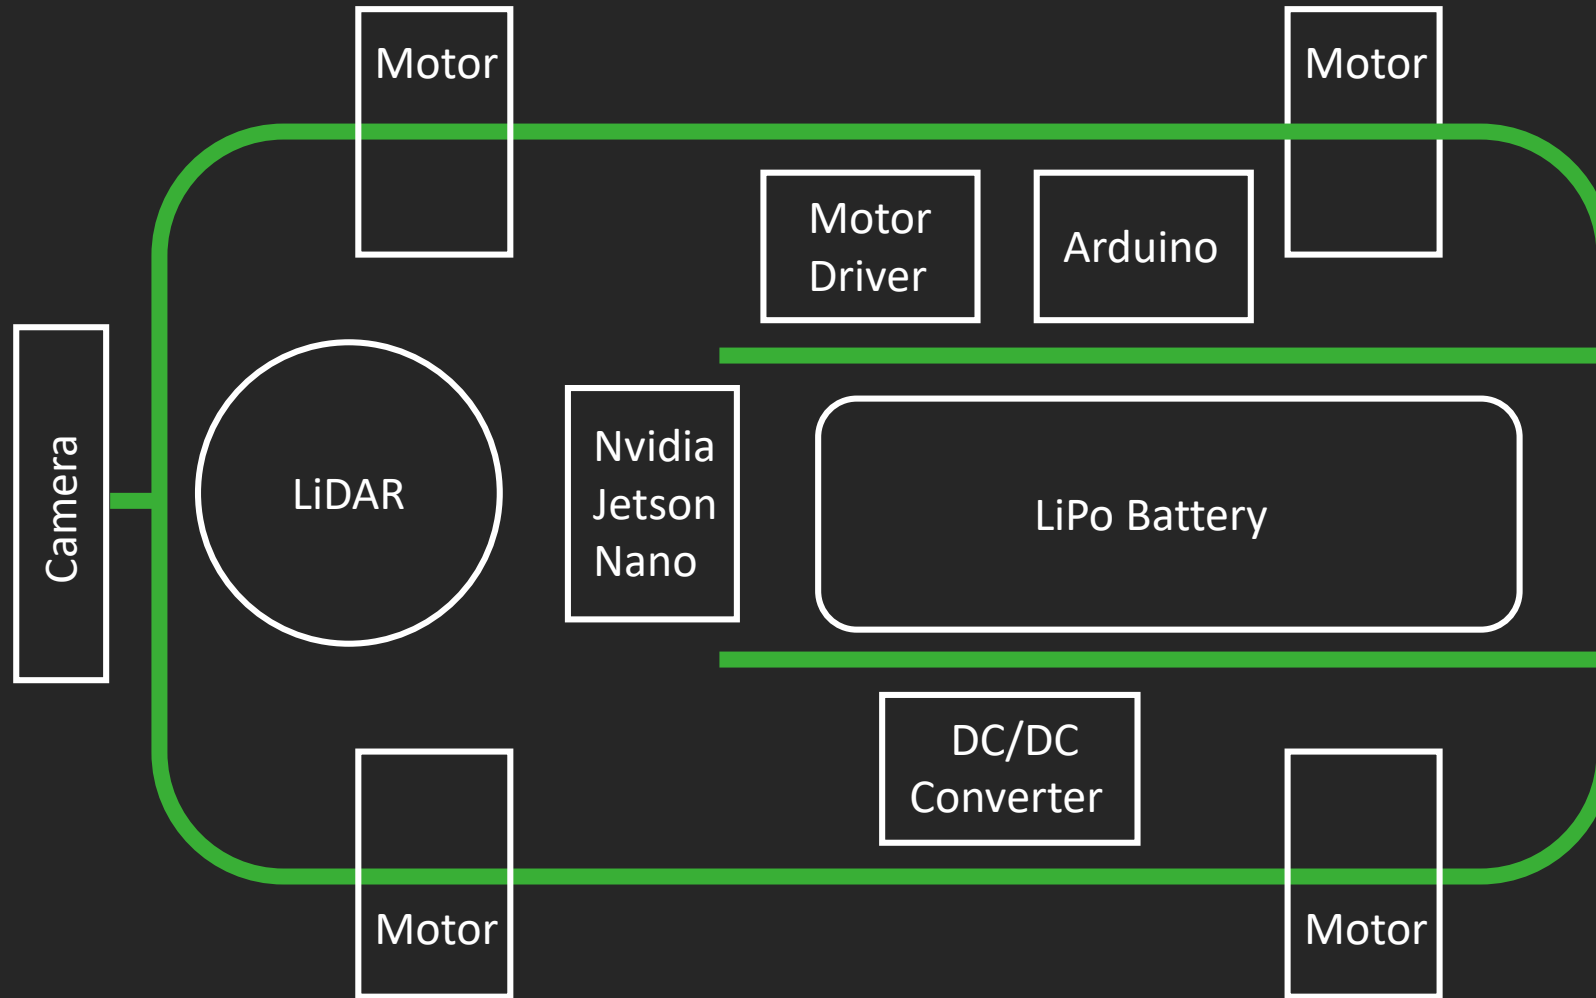 Motor
Motor
Motor
Driver
Arduino
Camera
LiDAR
Nvidia
Jetson
Nano
LiPo Battery
DC/DC
Converter
Motor
Motor